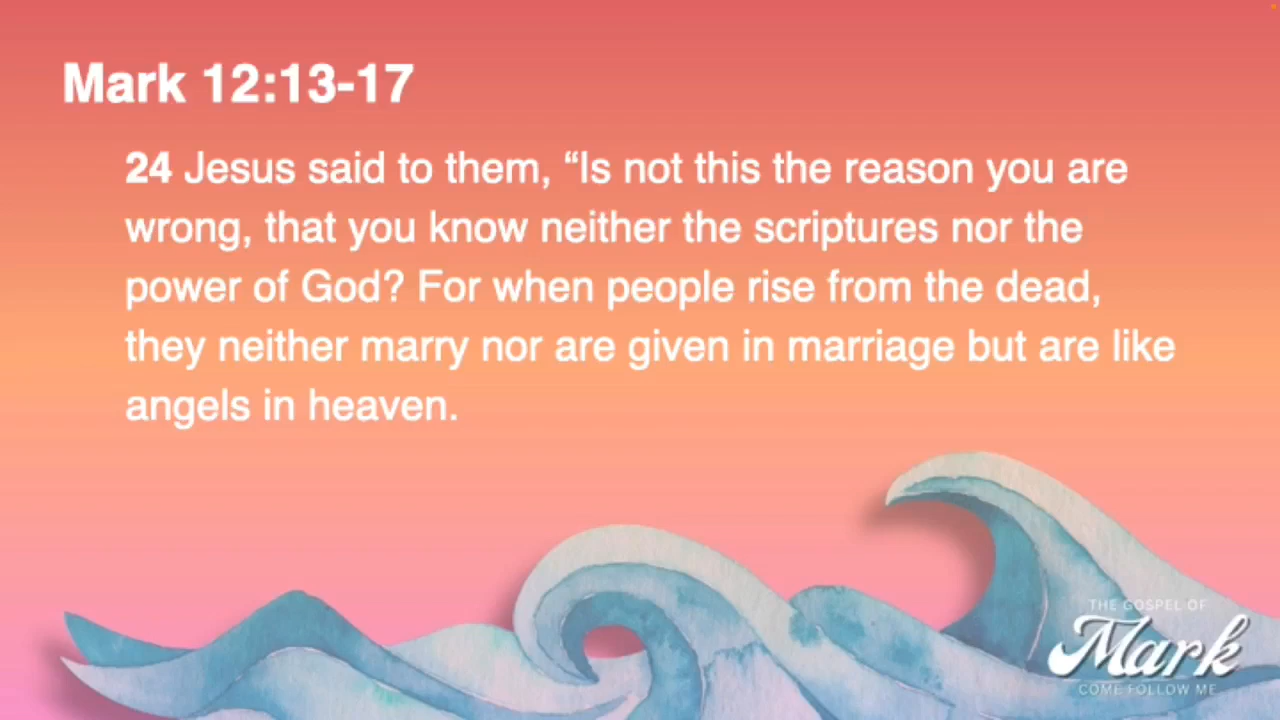 Mark 12:13-17
24 Jesus said to them, “Is not this the reason you are
wrong, that you know neither the scriptures nor the
power of God? For when people rise from the dead,
they neither marry nor are given in marriage but are like
angels in heaven.
THE GOSPEL OF
Mark
COME FOLLOW ME